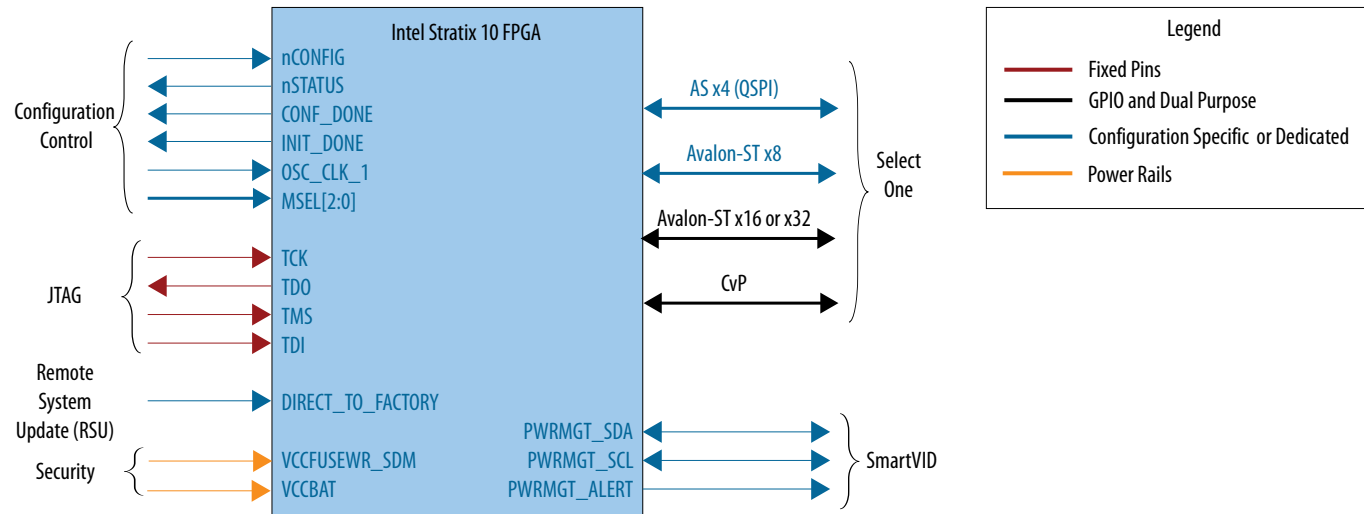 Intel Stratix 10 FPGA
Configuration
Control
nCONFIG
nSTATUS
CONF_DONE
INIT_DONE
OSC_CLK_1
MSEL[2:0]
JTAG
TCK
TDO
TMS
TDI
Remote
System
Update (RSU)
DIRECT_TO_FACTORY
Security
VCCFUSEWR_SDM
VCCBAT
AS x4 (QSPI)
Avalon-ST x8
Avalon-ST x16 or x32
CvP
Select
One
PWRMGT_SDA
PWRMGT_SCL
PWRMGT_ALERT
SmartVID
Legend
Fixed Pins
GPIO and Dual Purpose
Configuration Specific or Dedicated
Power Rails